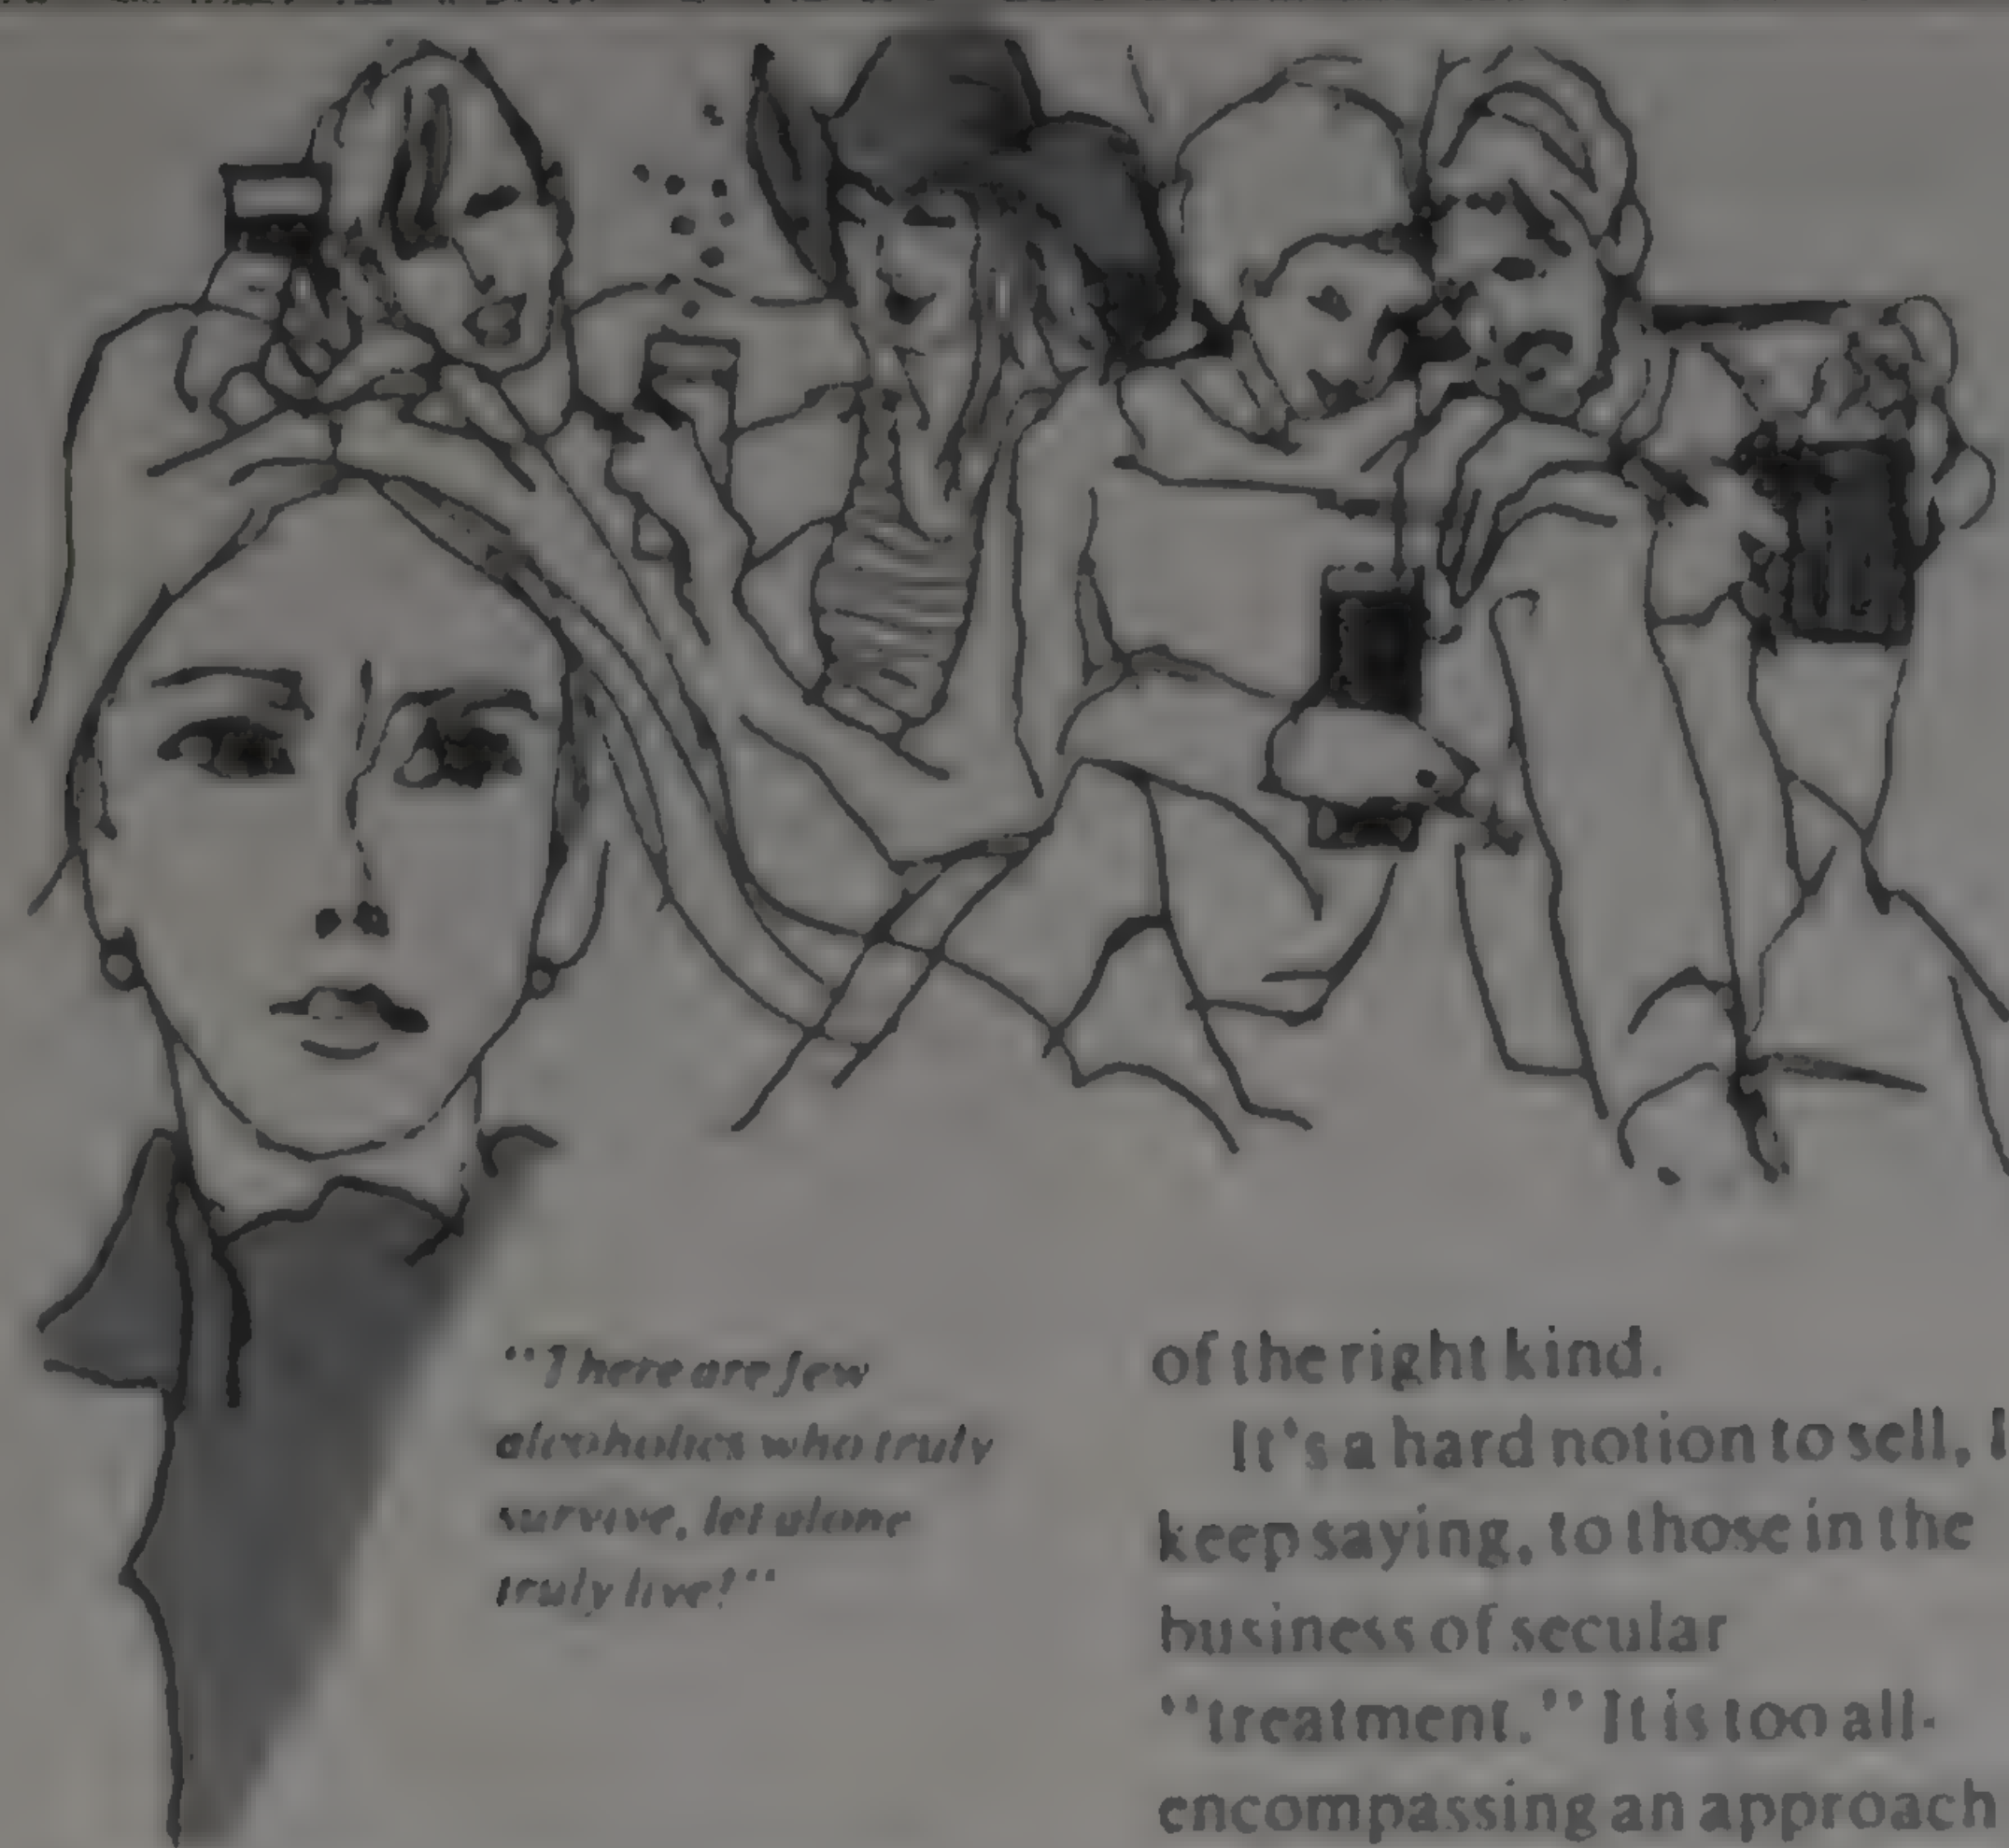 "There are few
alcoholics who truly
survive, let alone
truly live!"
of the right kind.
It's a hard notion to sell, I
keep saying, to those in the
business of secular
"treatment." It is too all-
encompassing an approach